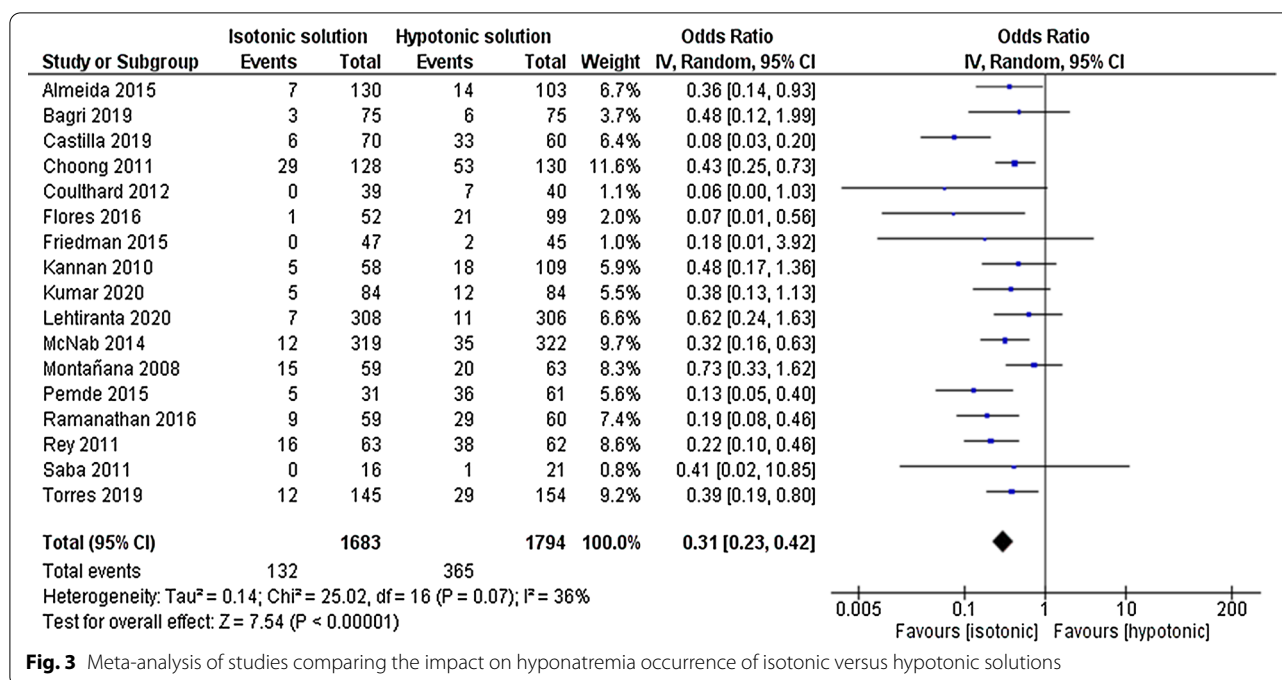 Isotonic solution Hypotonic solution Odds Ratio Odds Ratio
Study or Subgroup Events Total Events Total Weight IV, Random, 95% CI IV, Random, 95% CI
Almeida 2015 7 130 14 103 6.7% 0.36 [0.14, 0.93]
Bagri 2019 3 75 6 75 3.7% 0.48 [0.12, 1.99]
Castilla 2019 6 70 33 60 6.4% 0.08 [0.03, 0.20]
Choong 2011 29 128 53 130 11.6% 0.43 [0.25, 0.73]
Coulthard 2012 0 39 7 40 1.1% 0.06 [0.00, 1.03]
Flores 2016 1 52 21 99 2.0% 0.07 [0.01, 0.56]
Friedman 2015 0 47 2 45 1.0% 0.18 [0.01, 3.92]
Kannan 2010 5 58 18 109 5.9% 0.48 [0.17, 1.36]
Kumar 2020 5 84 12 84 5.5% 0.38 [0.13, 1.13]
Lehtiranta 2020 7 308 11 306 6.6% 0.62 [0.24, 1.63]
McNab 2014 12 319 35 322 9.7% 0.32 [0.16, 0.63]
Montañana 2008 15 59 20 63 8.3% 0.73 [0.33, 1.62]
Pemde 2015 5 31 36 61 5.6% 0.13 [0.05, 0.40]
Ramanathan 2016 9 59 29 60 7.4% 0.19 [0.08, 0.46]
Rey 2011 16 63 38 62 8.6% 0.22 [0.10, 0.46]
Saba 2011 0 16 1 21 0.8% 0.41 [0.02, 10.85]
Torres 2019 12 145 29 154 9.2% 0.39 [0.19, 0.80]
Total (95% CI) 1683 1794 100.0% 0.31 [0.23, 0.42]
Total events 132 365
Heterogeneity: Tau² = 0.14; Chi² = 25.02, df = 16 (P = 0.07); I² = 36%
Test for overall effect: Z = 7.54 (P < 0.00001)
0.005 0.1 1 10 200
Favours [isotonic] Favours [hypotonic]
Fig. 3 Meta-analysis of studies comparing the impact on hyponatremia occurrence of isotonic versus hypotonic solutions